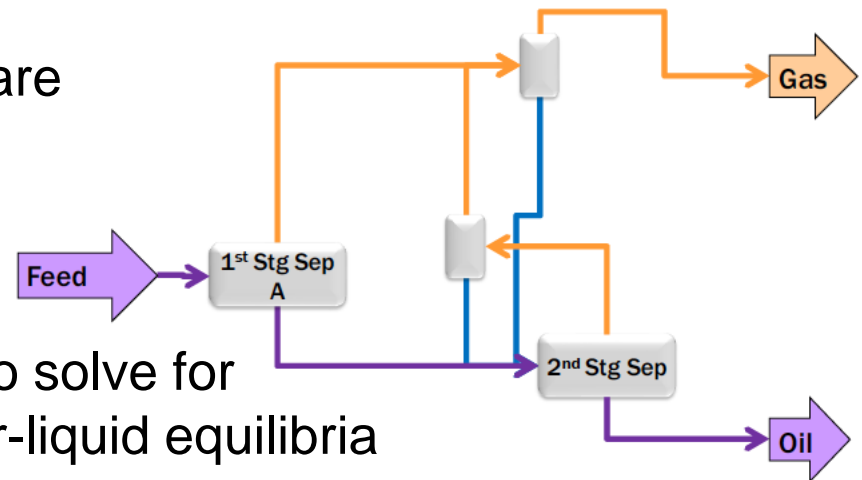 are
Gas
1st Stg Sep
A
Feed
o solve for
2nd Stg Sep
r-liquid equilibria
Oil